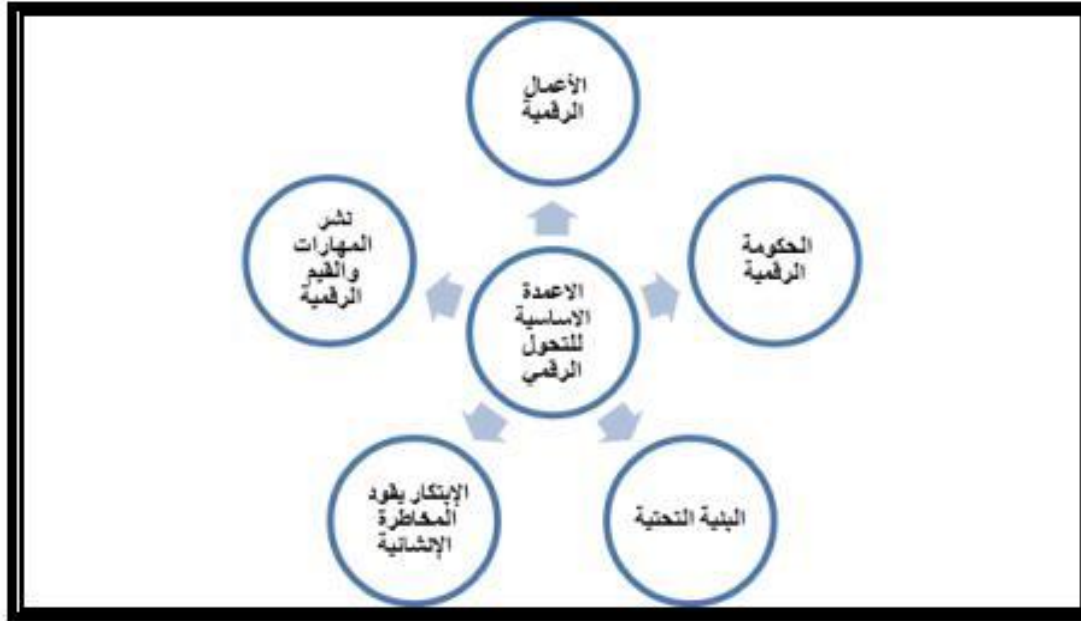 الأعمال
الرقمية
الحكومة
الرقمية
البنية التحتية
الإبتكار يقود
المخاطرة
الإنشائية
نشر
المهارات
والقيم
الرقمية
الاعمدة
الاساسية
للتحول
الرقمي